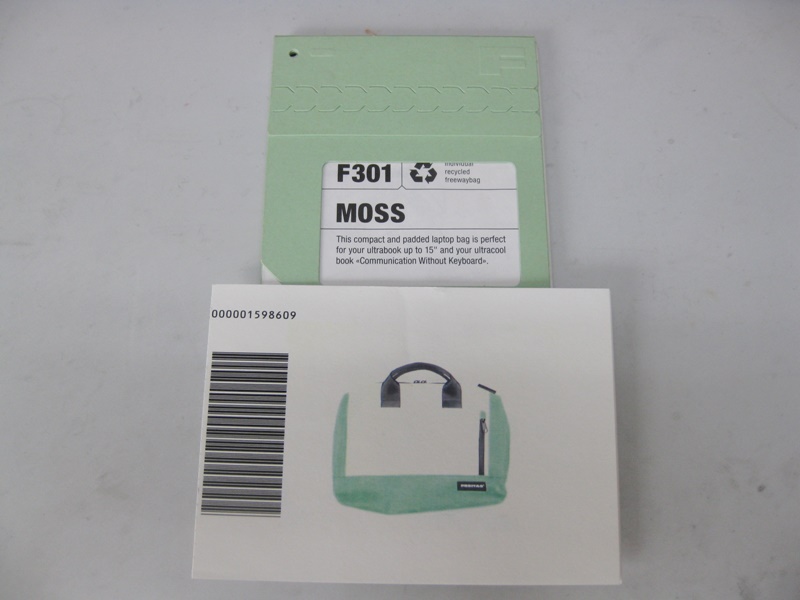 F301
individual
recycled
freewaybag
MOSS
This compact and padded laptop bag is perfect
for your ultrabook up to 15" and your ultracool
book «Communication Without Keyboard».
000001598609
FREITAG